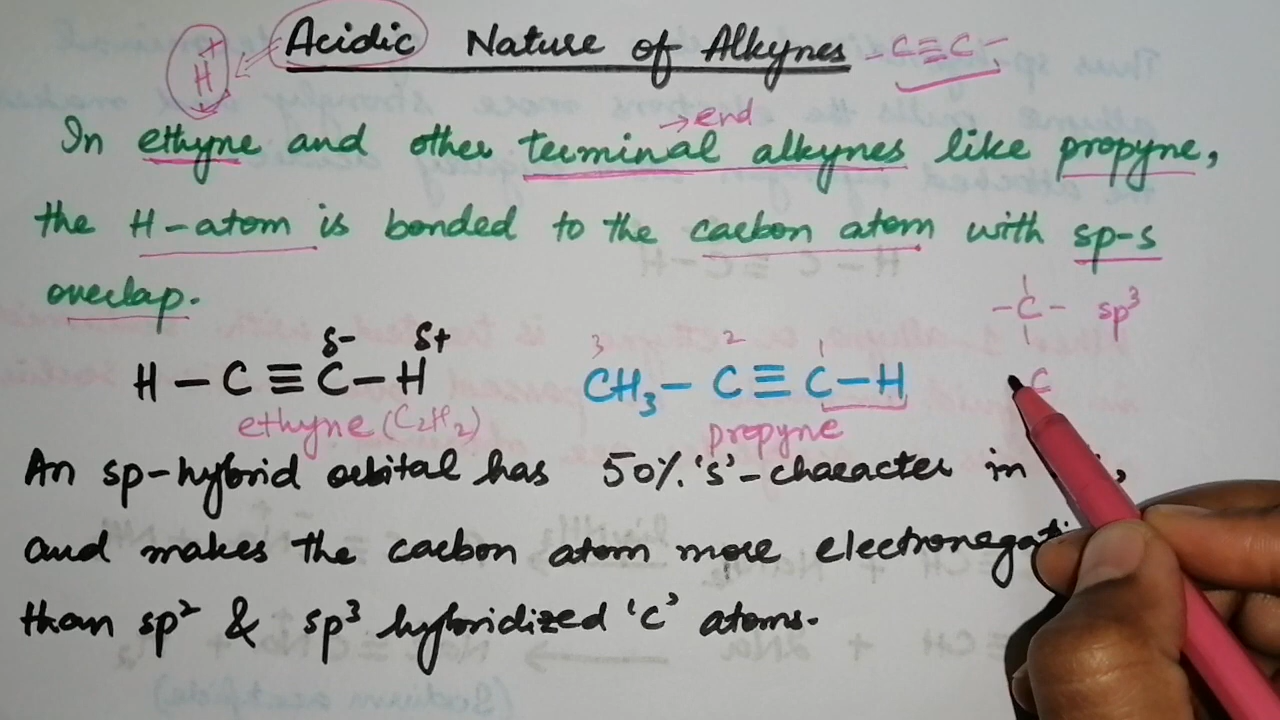 Acidic Nature of Alkynes - C≡C -
H+
→ end
In ethyne and other terminal alkynes like propyne,
the H-atom is bonded to the carbon atom with sp-s
overlap.
-C- sp³
δ- δ+
H-C≡C-H
3 2 1
CH₃-C≡C-H
C
ethyne (C₂H₂)
propyne
An sp-hybrid orbital has 50% 's'-character in
and makes the carbon atom more electronegati
than sp² & sp³ hybridized 'c' atoms.